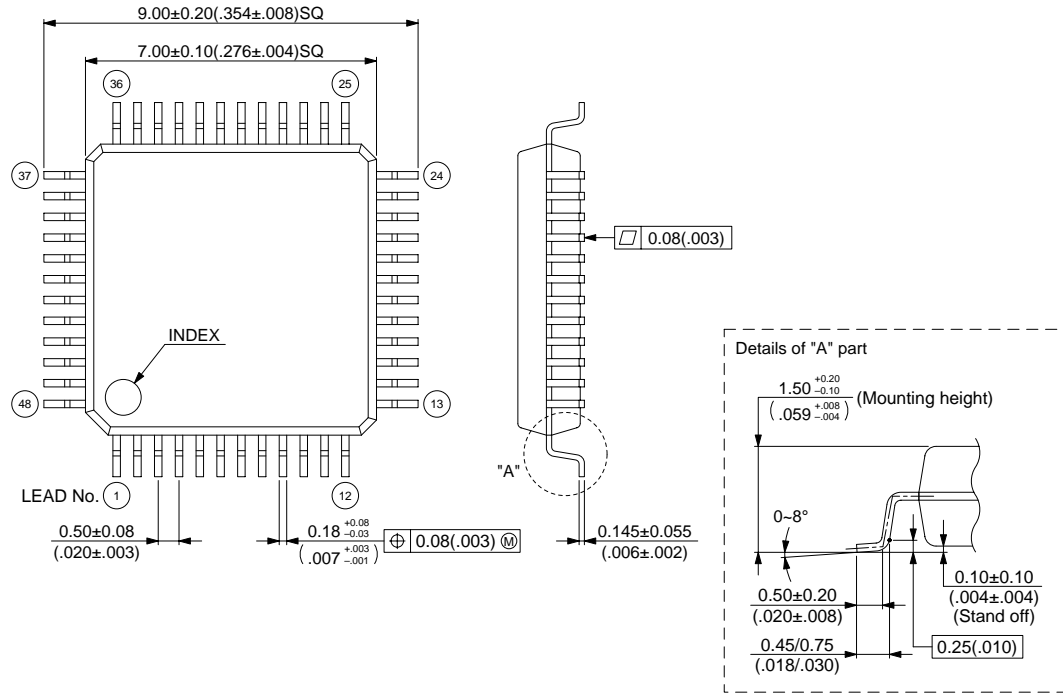 9.00±0.20(.354±.008)SQ
7.00±0.10(.276±.004)SQ
36
25
37
24
0.08(.003)
INDEX
48
13
"A"
LEAD No.
1
12
0.50±0.08
(.020±.003)
0.18 +0.08 –0.03
(.007 +.003 –.001)
⌖ 0.08(.003) Ⓜ
0.145±0.055
(.006±.002)
Details of "A" part
1.50 +0.20 –0.10
(.059 +.008 –.004)
(Mounting height)
0~8°
0.50±0.20
(.020±.008)
0.45/0.75
(.018/.030)
0.10±0.10
(.004±.004)
(Stand off)
0.25(.010)